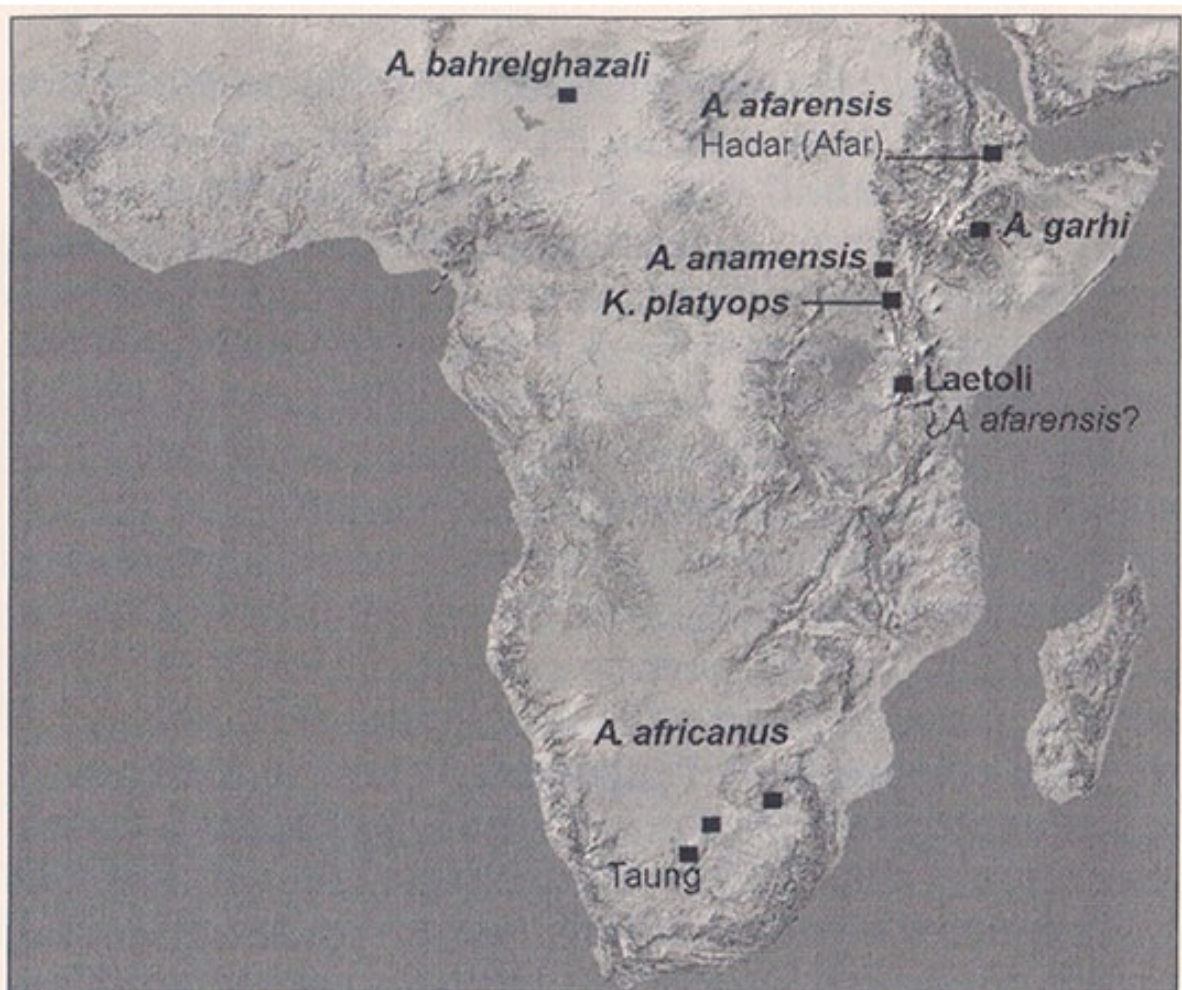 A. bahrelghazali
A. afarensis
Hadar (Afar)
A. garhi
A. anamensis
K. platyops
Laetoli
¿A. afarensis?
A. africanus
Taung